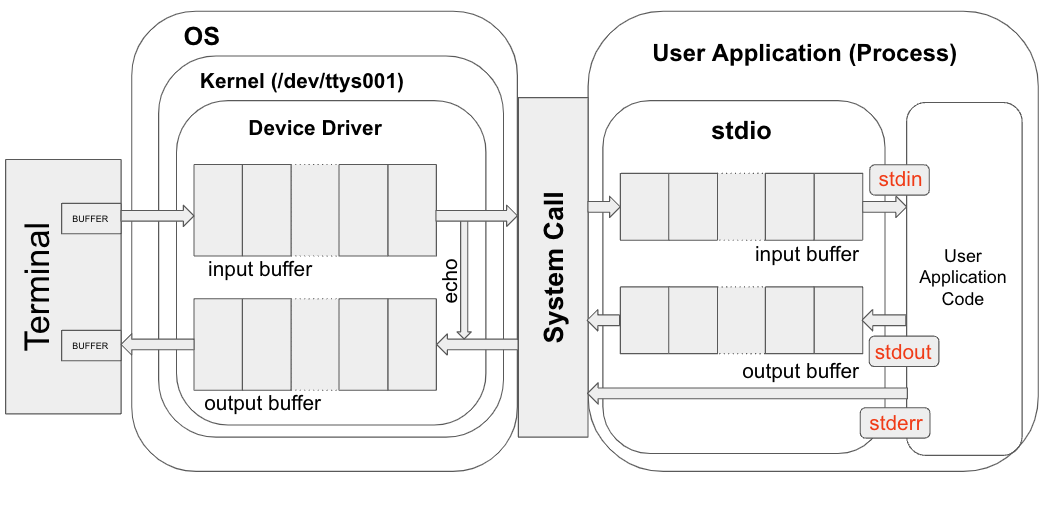 OS
Kernel (/dev/ttys001)
Device Driver
User Application (Process)
stdio
Terminal
BUFFER
BUFFER
input buffer
echo
output buffer
System Call
input buffer
output buffer
stdin
stdout
stderr
User
Application
Code